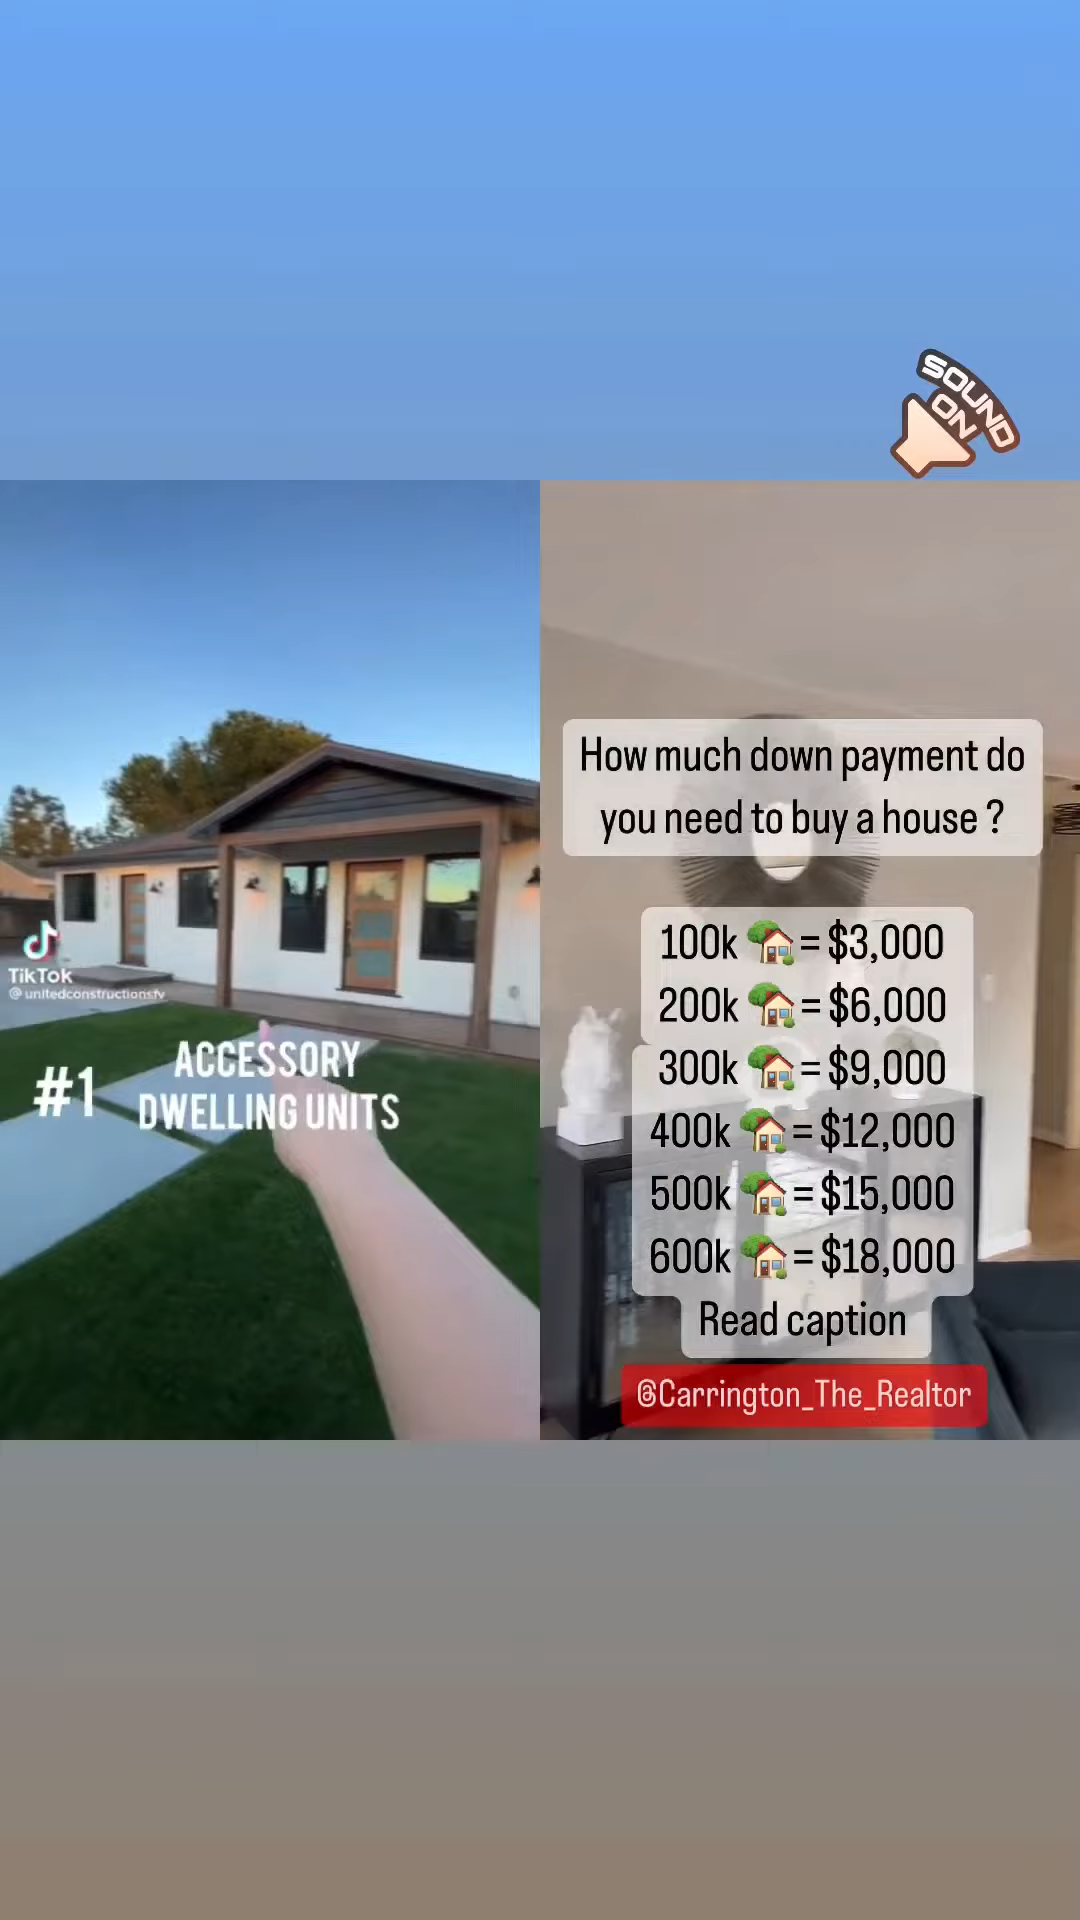 SOUND
ON
TikTok
@unitedconstructionsfv
#1
ACCESSORY
DWELLING UNITS
How much down payment do
you need to buy a house ?
100k = $3,000
200k = $6,000
300k = $9,000
400k = $12,000
500k = $15,000
600k = $18,000
Read caption
@Carrington_The_Realtor